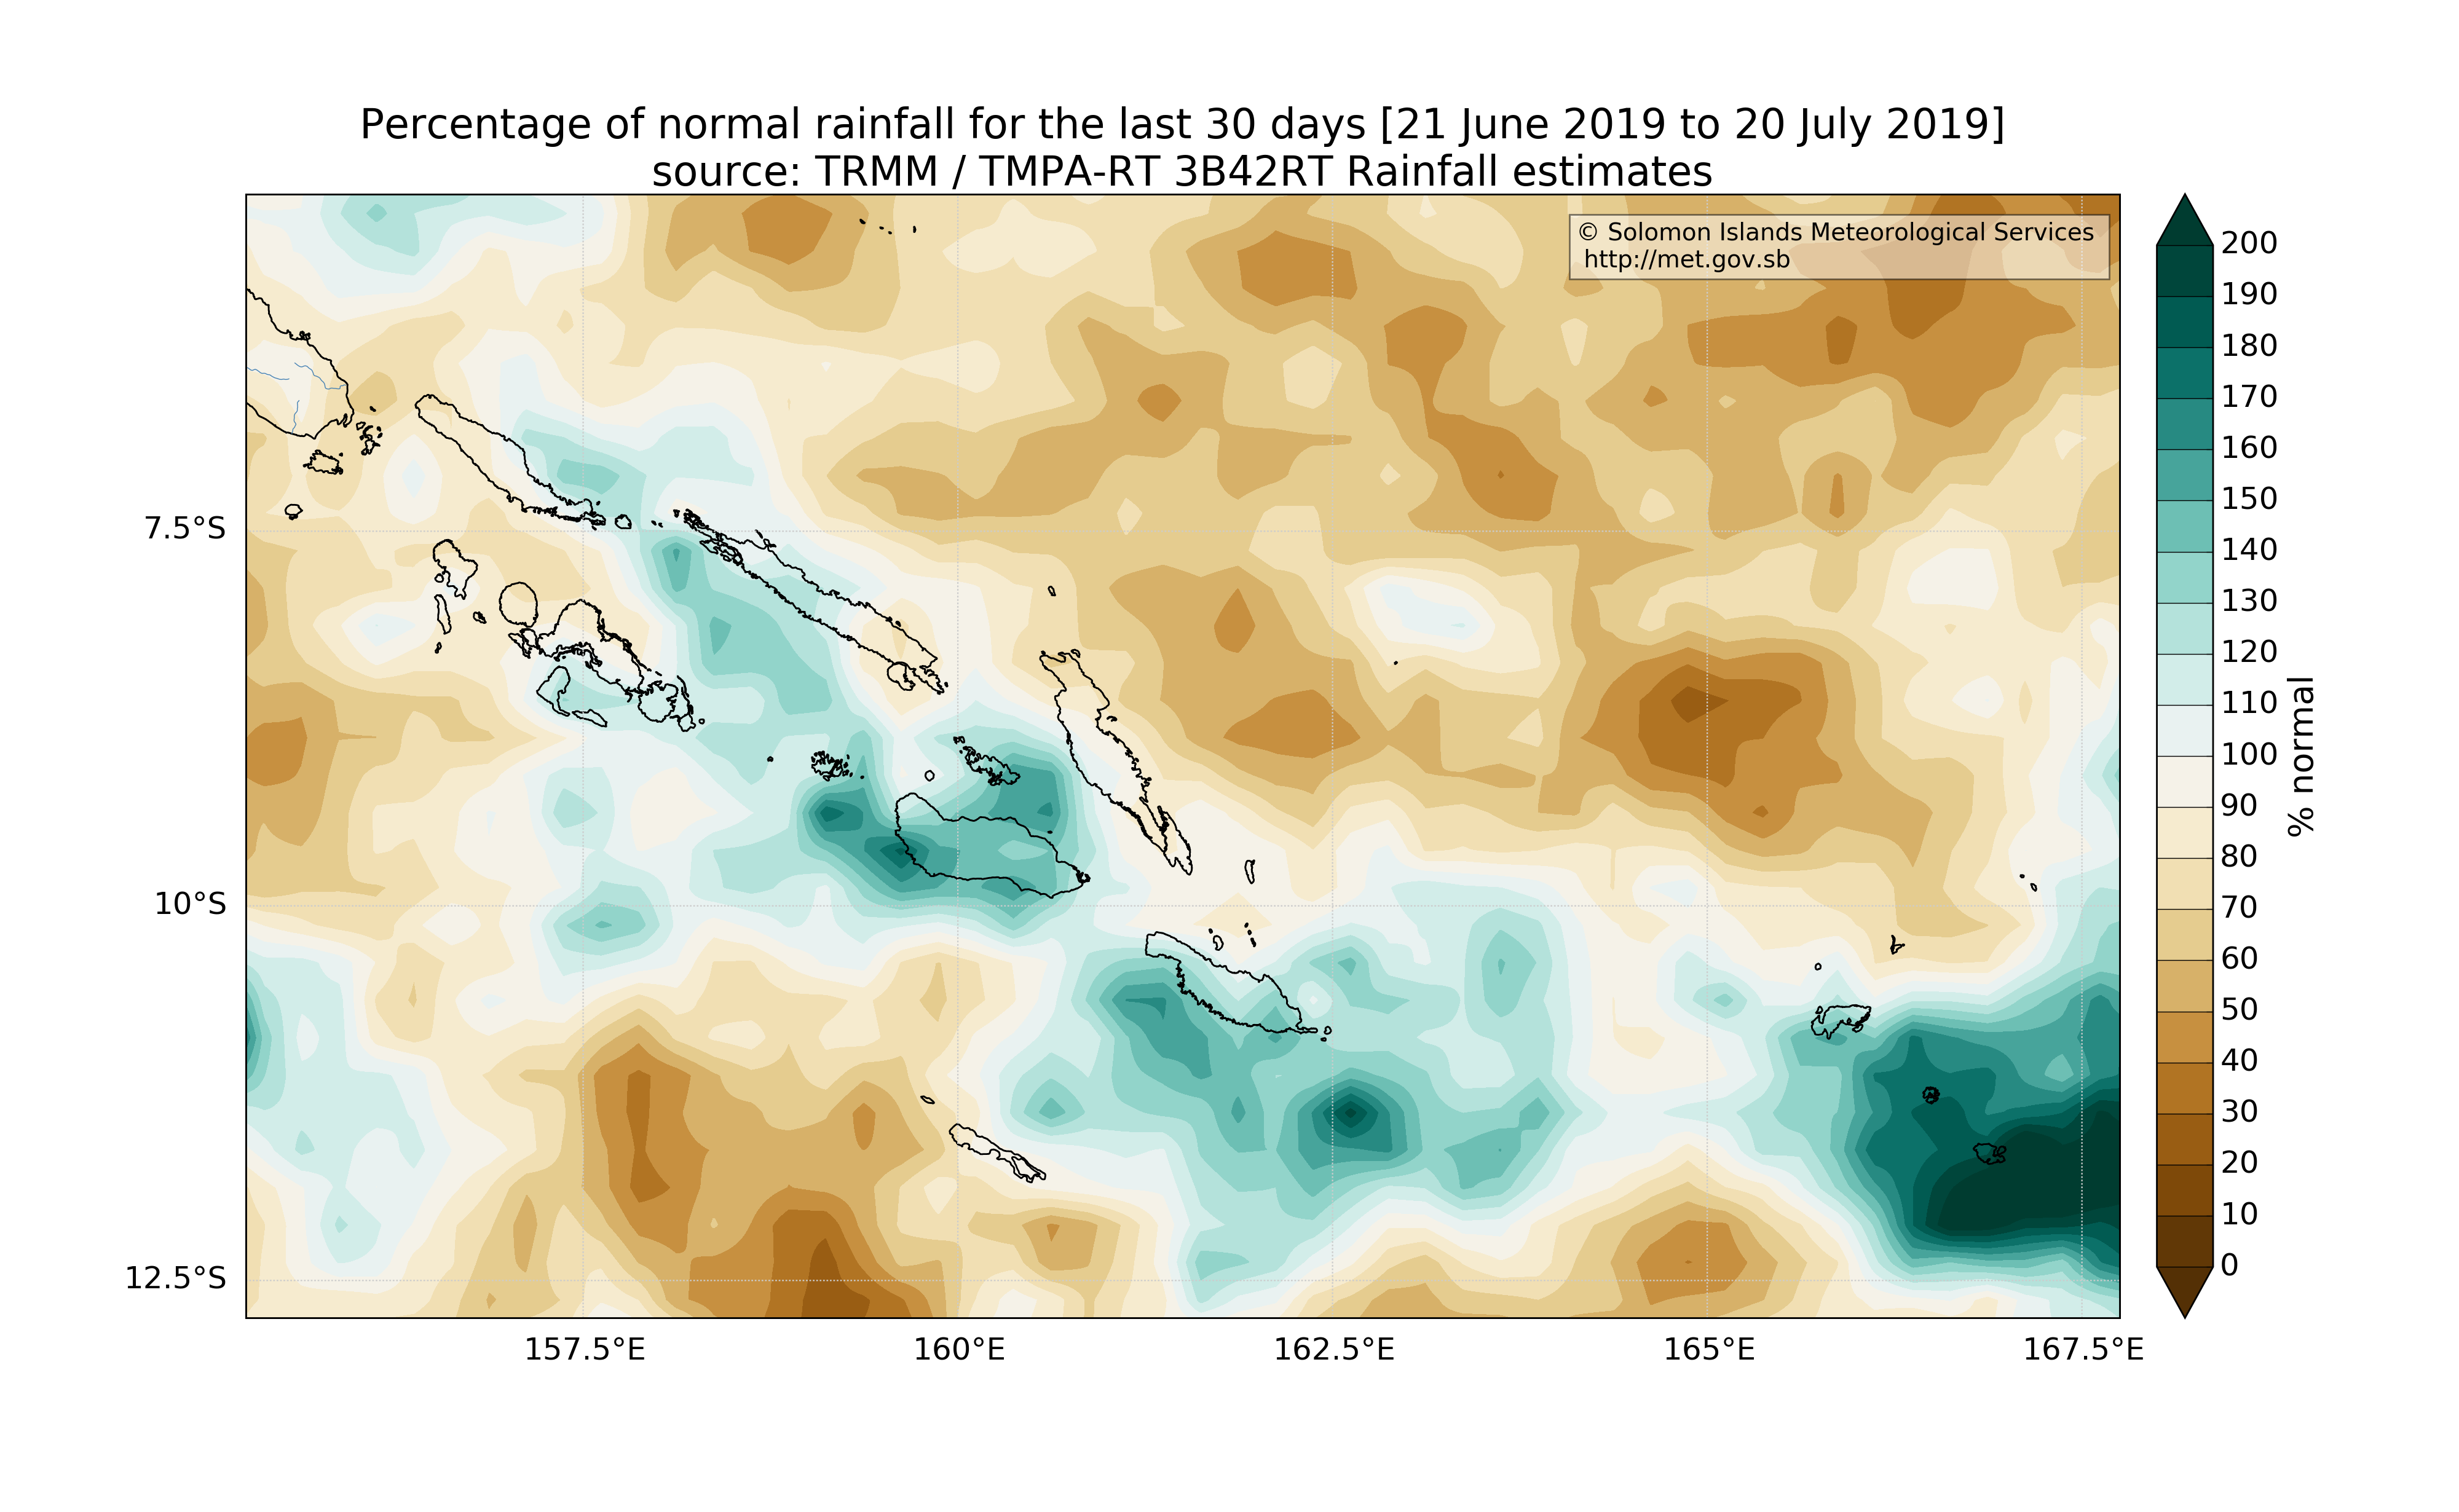 Percentage of normal rainfall for the last 30 days [21 June 2019 to 20 July 2019]
source: TRMM / TMPA-RT 3B42RT Rainfall estimates
© Solomon Islands Meteorological Services
http://met.gov.sb
7.5°S
10°S
12.5°S
157.5°E
160°E
162.5°E
165°E
167.5°E
200
190
180
170
160
150
140
130
120
110
100
90
80
70
60
50
40
30
20
10
0
% normal